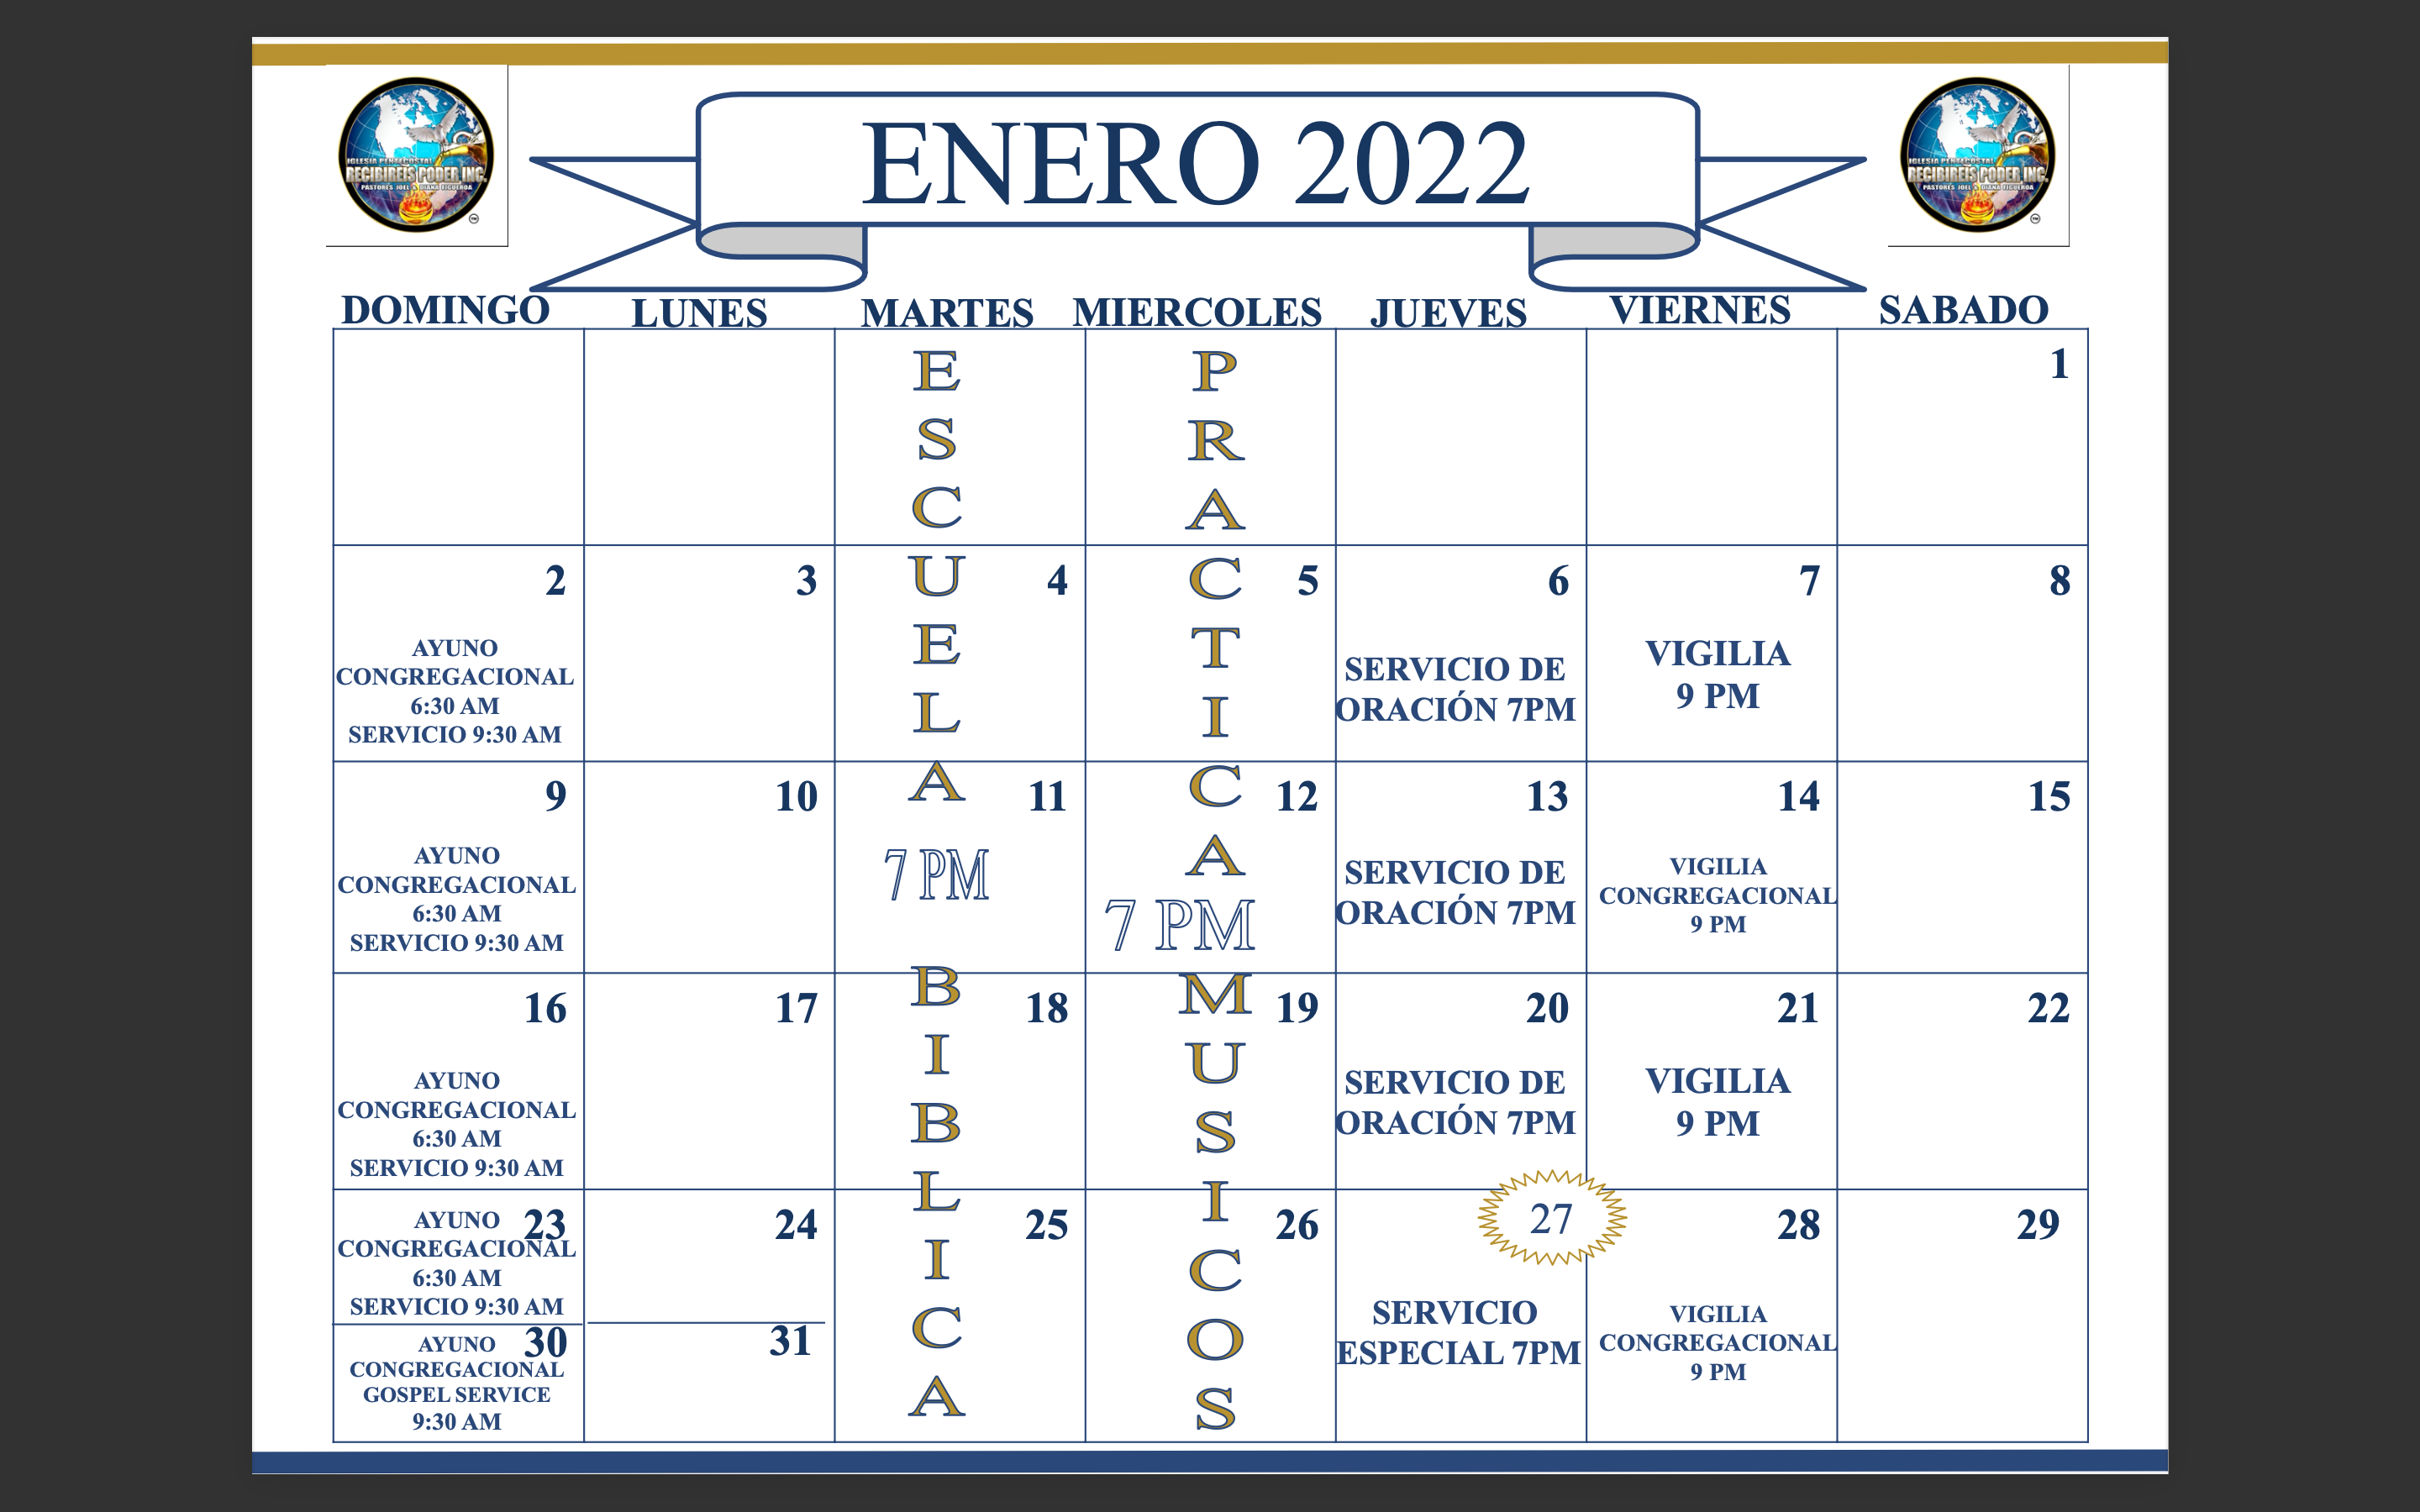 ENERO 2022
IGLESIA PENTECOSTAL
RECIBIREIS PODER, INC.
PASTORES JOEL & DIANA FIGUEROA
TM
IGLESIA PENTECOSTAL
RECIBIREIS PODER, INC.
PASTORES JOEL & DIANA FIGUEROA
TM
DOMINGO LUNES MARTES MIERCOLES JUEVES VIERNES SABADO
ESCUELA
7 PM
BIBLICA
PRACTICA
7 PM
MUSICOS
1
2 3 4 5 6 7 8
AYUNO
CONGREGACIONAL
6:30 AM
SERVICIO 9:30 AM
SERVICIO DE
ORACIÓN 7PM
VIGILIA
9 PM
9 10 11 12 13 14 15
AYUNO
CONGREGACIONAL
6:30 AM
SERVICIO 9:30 AM
SERVICIO DE
ORACIÓN 7PM
VIGILIA
CONGREGACIONAL
9 PM
16 17 18 19 20 21 22
AYUNO
CONGREGACIONAL
6:30 AM
SERVICIO 9:30 AM
SERVICIO DE
ORACIÓN 7PM
VIGILIA
9 PM
23 24 25 26 27 28 29
AYUNO
CONGREGACIONAL
6:30 AM
SERVICIO 9:30 AM
SERVICIO
ESPECIAL 7PM
VIGILIA
CONGREGACIONAL
9 PM
30 31
AYUNO
CONGREGACIONAL
GOSPEL SERVICE
9:30 AM